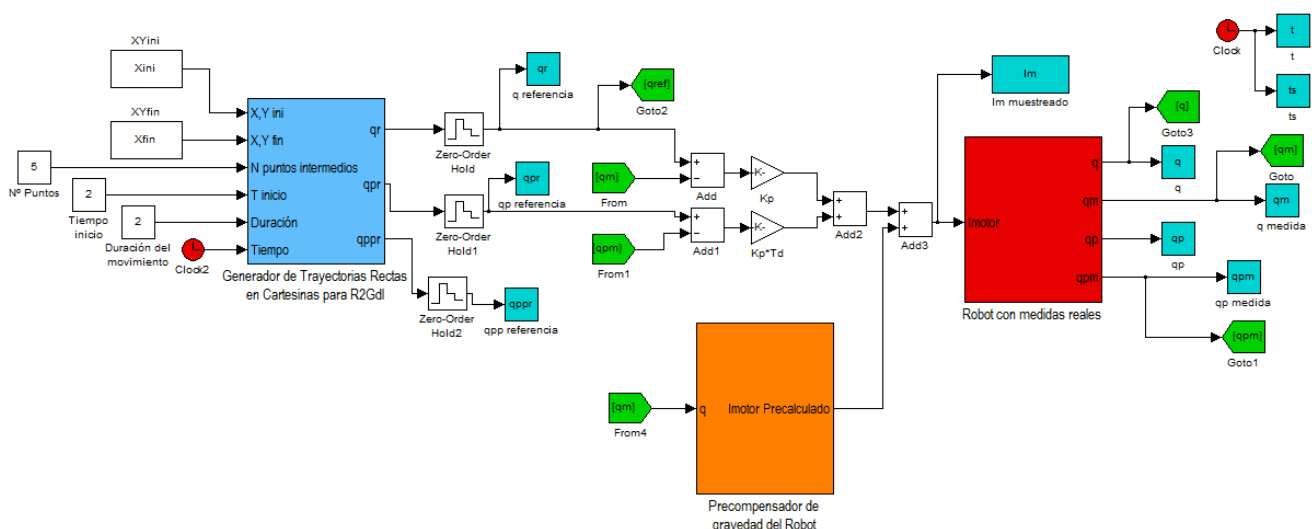 XYini
Xini
XYfin
Xfin
5
Nº Puntos
2
Tiempo
inicio
2
Duración del
movimiento
Clock2
X,Y ini
X,Y fin
N puntos intermedios
T inicio
Duración
Tiempo
qr
qpr
qppr
Generador de Trayectorias Rectas
en Cartesinas para R2Gdl
Zero-Order
Hold
Zero-Order
Hold1
Zero-Order
Hold2
qr
q referencia
qpr
qp referencia
qppr
qpp referencia
[qref]
Goto2
[qm]
From
[qpm]
From1
+
−
Add
+
−
Add1
K-
Kp
K-
Kp*Td
+
+
Add2
+
+
Add3
[qm]
From4
q
Imotor Precalculado
Precompensador de
gravedad del Robot
Im
Im muestreado
Imotor
q
qm
qp
qpm
Robot con medidas reales
Clock
t
t
ts
ts
[q]
Goto3
q
q
[qm]
Goto
qm
q medida
qp
qp
qpm
qp medida
[qpm]
Goto1